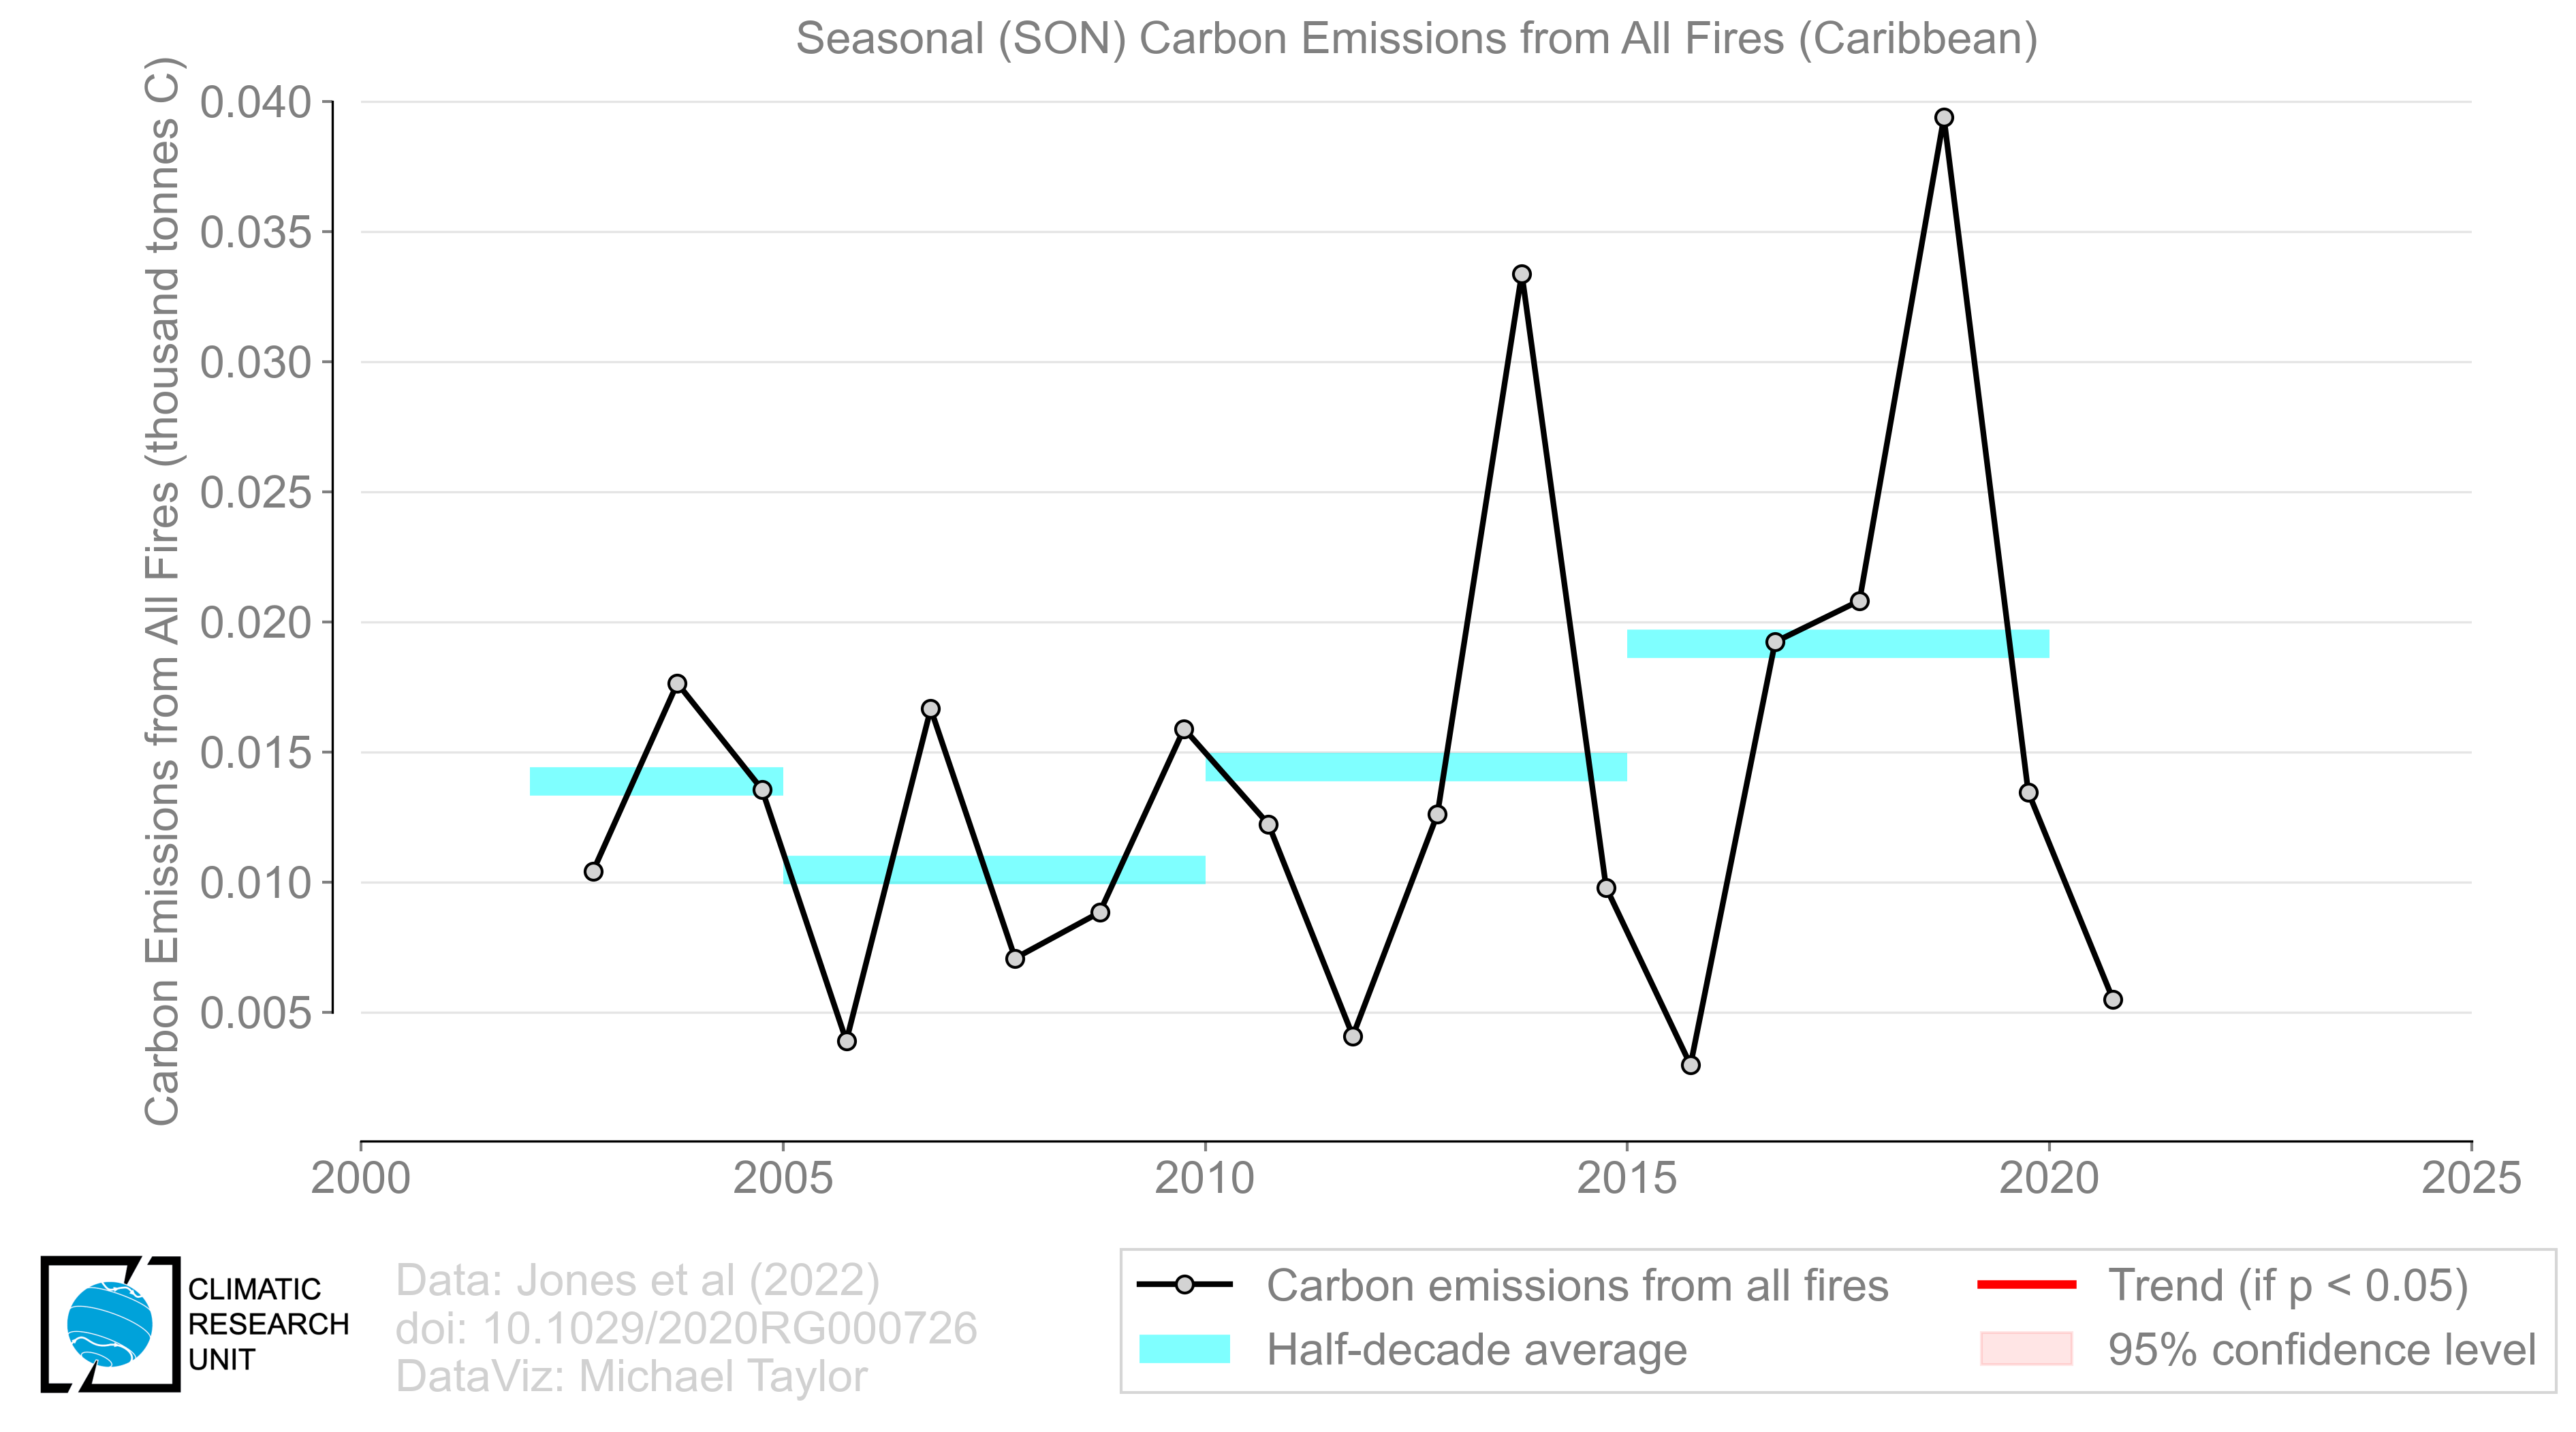 Seasonal (SON) Carbon Emissions from All Fires (Caribbean)
Carbon Emissions from All Fires (thousand tonnes C)
0.040
0.035
0.030
0.025
0.020
0.015
0.010
0.005
2000
2005
2010
2015
2020
2025
CLIMATIC
RESEARCH
UNIT
Data: Jones et al (2022)
doi: 10.1029/2020RG000726
DataViz: Michael Taylor
Carbon emissions from all fires
Half-decade average
Trend (if p < 0.05)
95% confidence level